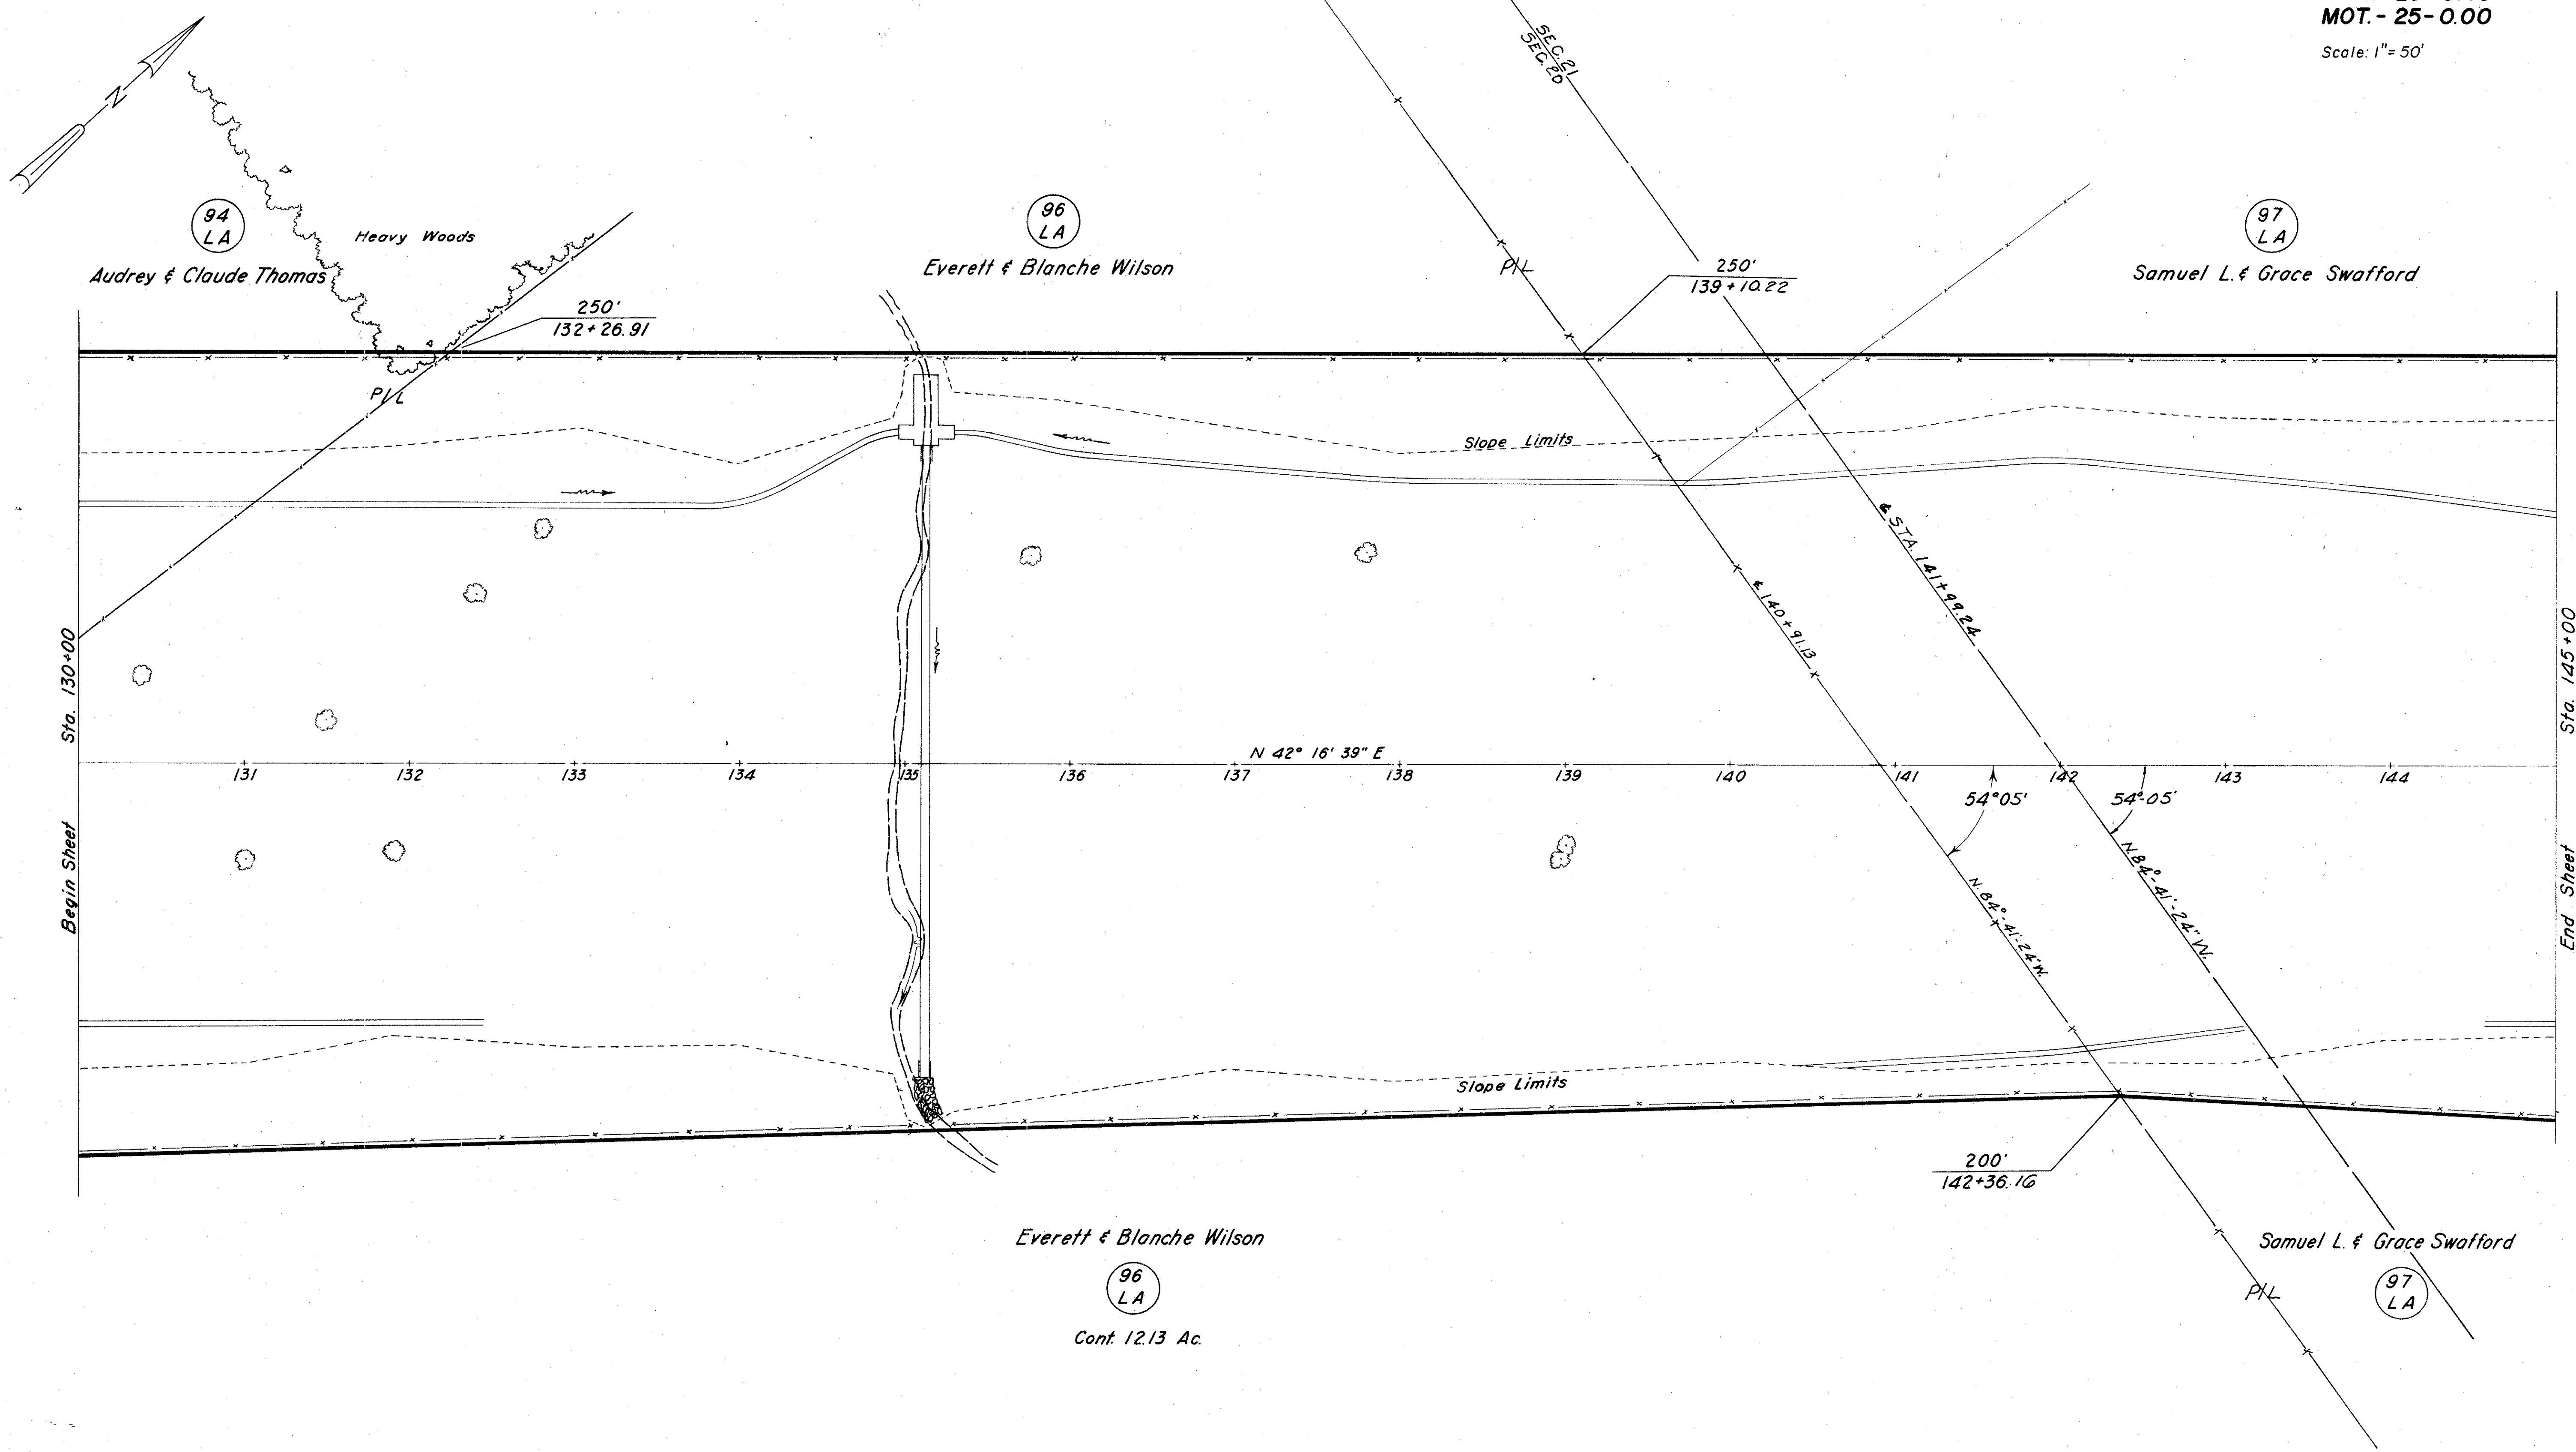 MOT. - 25 - 0.00
Scale: 1" = 50'
SEC. 21
SEC. 20
N
94
LA
Heavy Woods
Audrey & Claude Thomas
96
LA
Everett & Blanche Wilson
97
LA
Samuel L. & Grace Swafford
P/L
250'
139 + 10.22
250'
132 + 26.91
P/L
Slope Limits
℄ STA. 141+99.24
℄ 140 + 91.13
Sta. 130+00
Begin Sheet
Sta. 145+00
End Sheet
N 42° 16' 39" E
131 132 133 134 135 136 137 138 139 140 141 142 143 144
54°05' 54°-05'
N. 84°-41'-24" W.
N. 84°-41'-24" W.
Slope Limits
200'
142+36.16
Everett & Blanche Wilson
96
LA
Cont. 12.13 Ac.
Samuel L. & Grace Swafford
P/L
97
LA